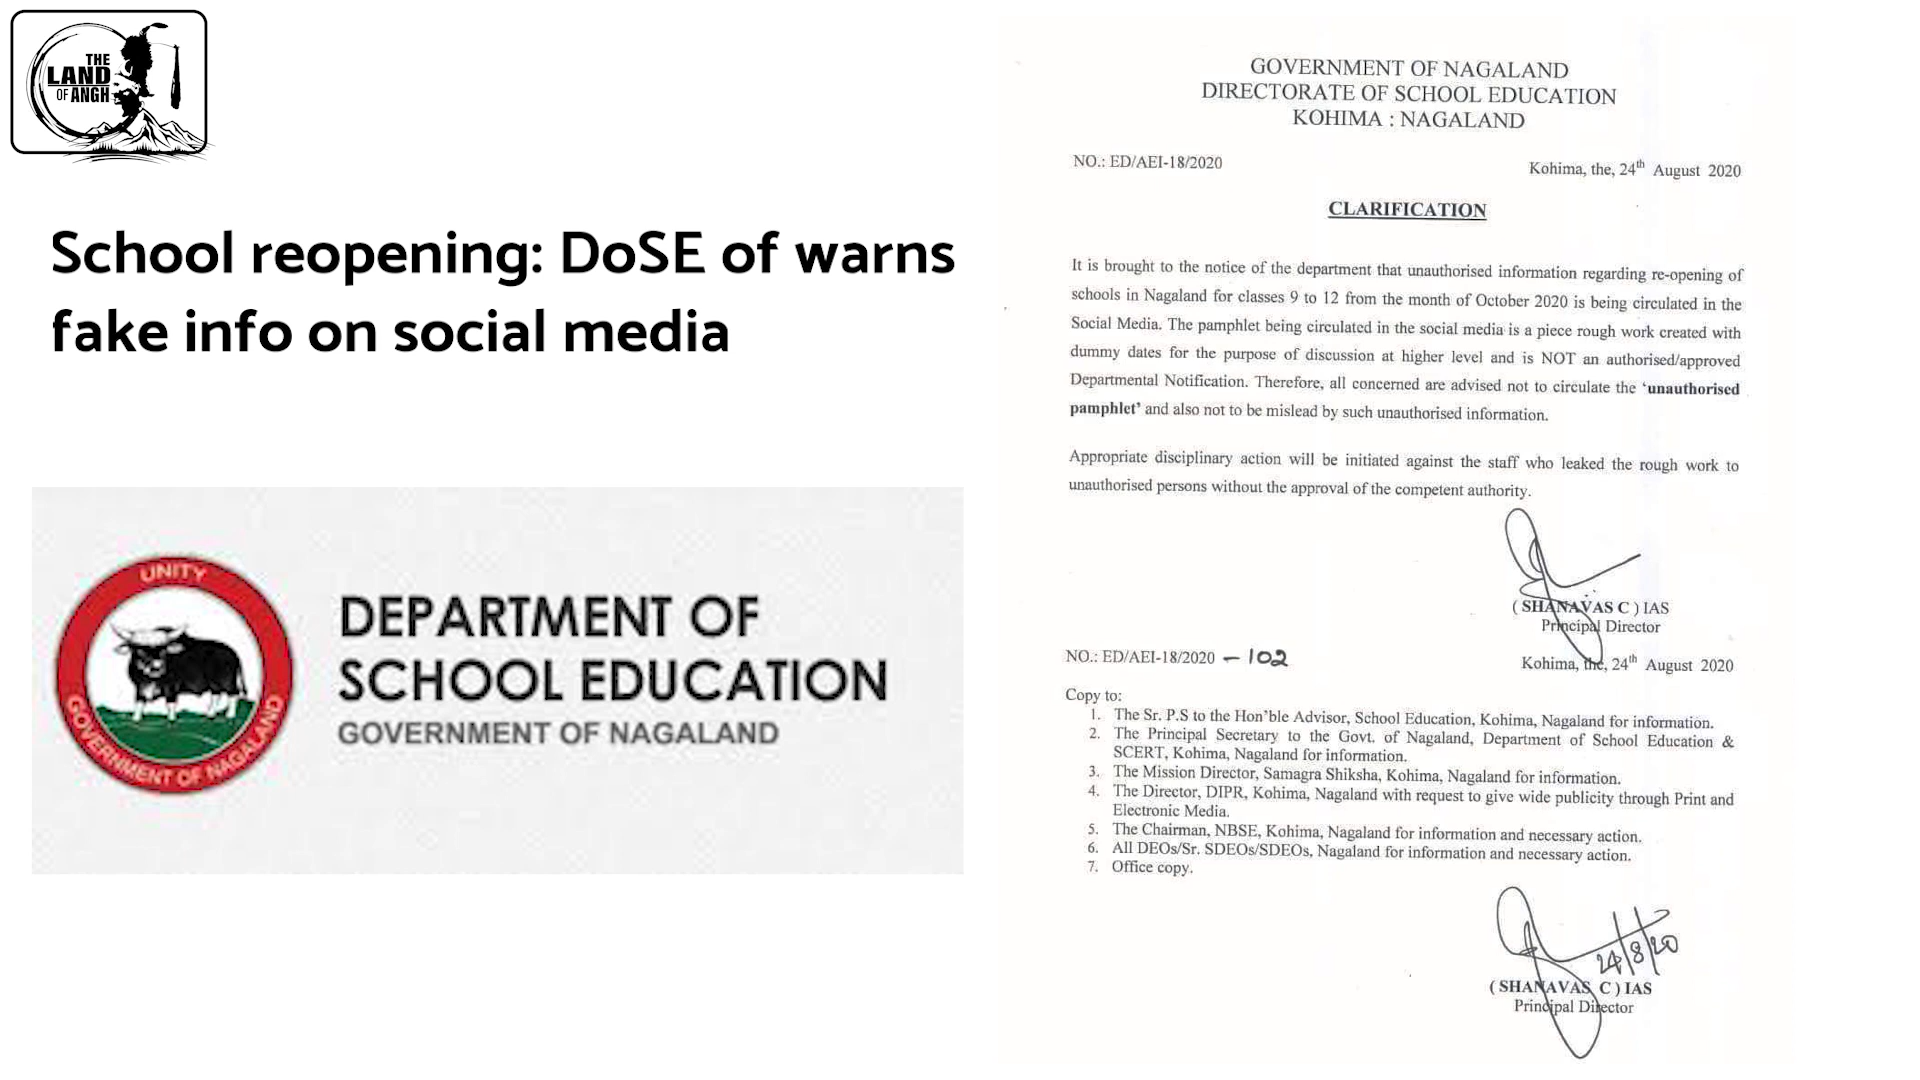 THE
LAND
OF ANGH
School reopening: DoSE of warns
fake info on social media
UNITY
GOVERNMENT OF NAGALAND
DEPARTMENT OF
SCHOOL EDUCATION
GOVERNMENT OF NAGALAND
GOVERNMENT OF NAGALAND
DIRECTORATE OF SCHOOL EDUCATION
KOHIMA : NAGALAND
NO.: ED/AEI-18/2020
Kohima, the, 24th August 2020
CLARIFICATION
It is brought to the notice of the department that unauthorised information regarding re-opening of
schools in Nagaland for classes 9 to 12 from the month of October 2020 is being circulated in the
Social Media. The pamphlet being circulated in the social media is a piece rough work created with
dummy dates for the purpose of discussion at higher level and is NOT an authorised/approved
Departmental Notification. Therefore, all concerned are advised not to circulate the ‘unauthorised
pamphlet’ and also not to be mislead by such unauthorised information.
Appropriate disciplinary action will be initiated against the staff who leaked the rough work to
unauthorised persons without the approval of the competent authority.
( SHANAVAS C ) IAS
Principal Director
NO.: ED/AEI-18/2020 – 102
Kohima, the, 24th August 2020
Copy to:
1. The Sr. P.S to the Hon’ble Advisor, School Education, Kohima, Nagaland for information.
2. The Principal Secretary to the Govt. of Nagaland, Department of School Education &
SCERT, Kohima, Nagaland for information.
3. The Mission Director, Samagra Shiksha, Kohima, Nagaland for information.
4. The Director, DIPR, Kohima, Nagaland with request to give wide publicity through Print and
Electronic Media.
5. The Chairman, NBSE, Kohima, Nagaland for information and necessary action.
6. All DEOs/Sr. SDEOs/SDEOs, Nagaland for information and necessary action.
7. Office copy.
24/8/20
( SHANAVAS C ) IAS
Principal Director